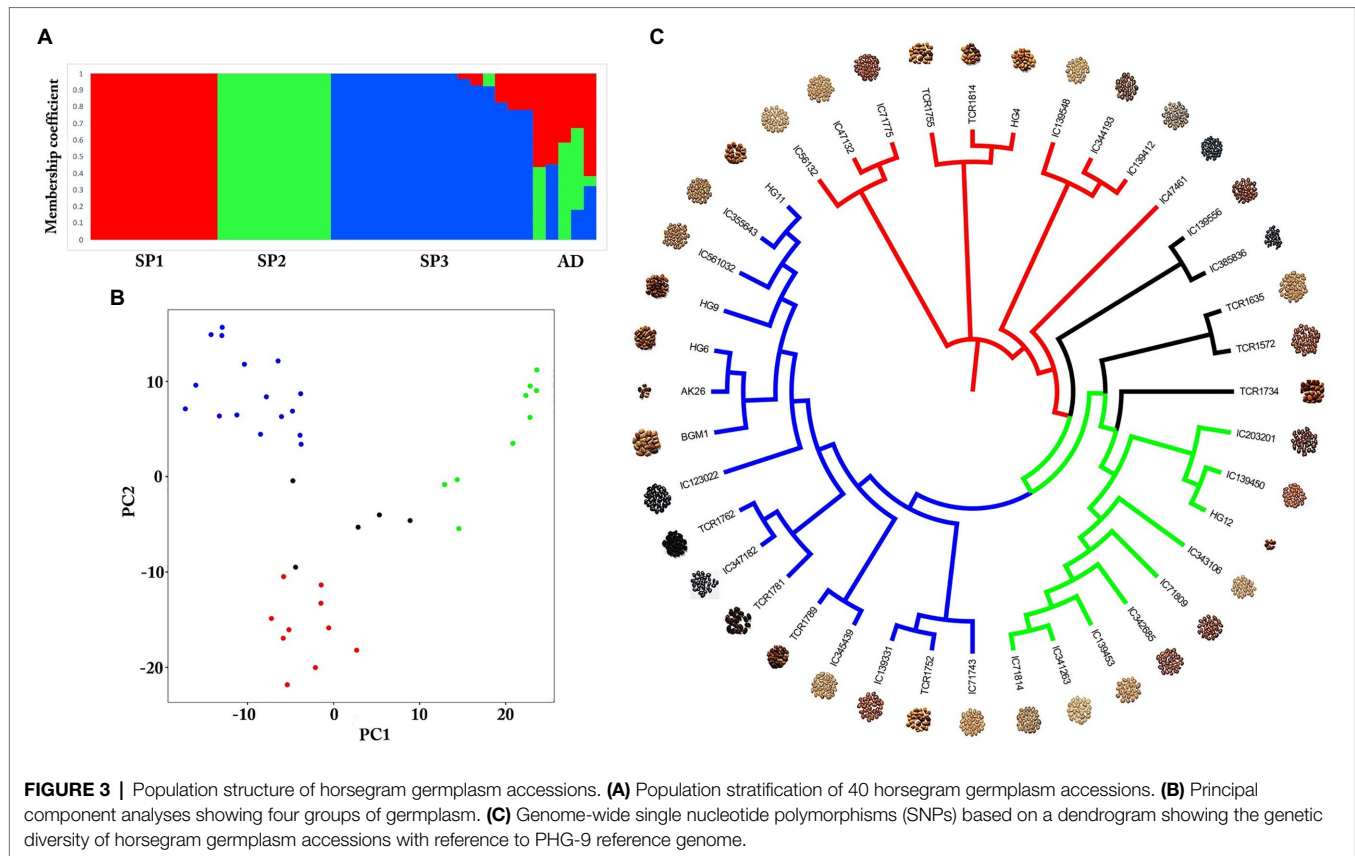 A
Membership coefficient
1
0.9
0.8
0.7
0.6
0.5
0.4
0.3
0.2
0.1
0
SP1 SP2 SP3 AD
B
PC2
10
0
-10
-20
-10 0 10 20
PC1
C
HG11
IC355643
IC561032
HG9
HG6
AK26
BGM1
IC123022
TCR1762
IC347182
TCR1781
TCR1789
IC345439
IC139331
TCR1752
IC71743
IC71814
IC341263
IC139453
IC342685
IC71809
IC343106
HG12
IC139450
IC203201
TCR1734
TCR1572
TCR1635
IC385836
IC139556
IC47461
IC139412
IC344193
IC139548
HG4
TCR1814
TCR1755
IC71775
IC47132
IC56132
FIGURE 3 | Population structure of horsegram germplasm accessions. (A) Population stratification of 40 horsegram germplasm accessions. (B) Principal
component analyses showing four groups of germplasm. (C) Genome-wide single nucleotide polymorphisms (SNPs) based on a dendrogram showing the genetic
diversity of horsegram germplasm accessions with reference to PHG-9 reference genome.